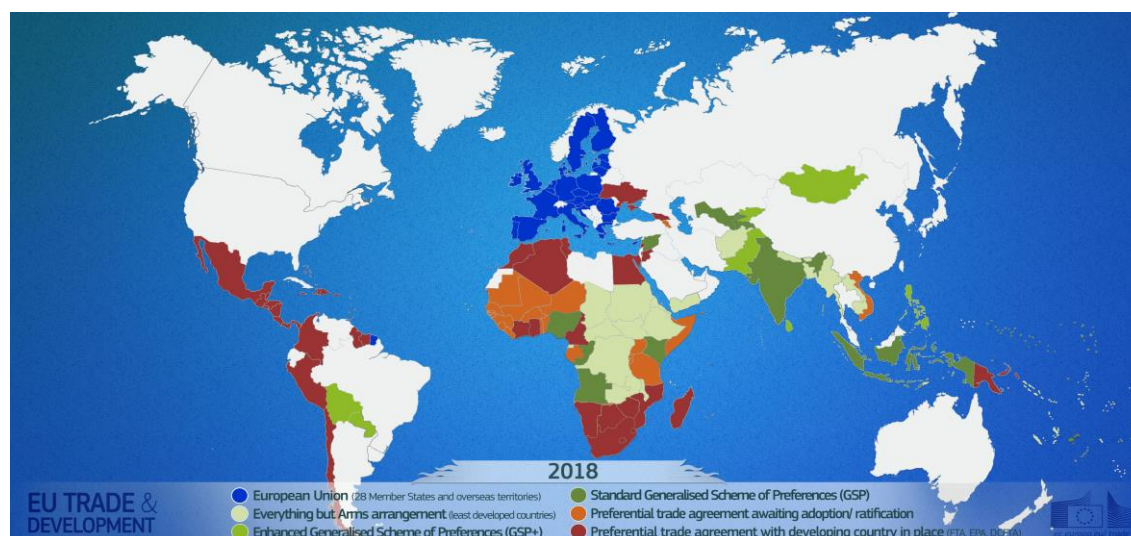 2018
EU TRADE &
DEVELOPMENT
European Union (28 Member States and overseas territories)
Everything but Arms arrangement (least developed countries)
Enhanced Generalised Scheme of Preferences (GSP+)
Standard Generalised Scheme of Preferences (GSP)
Preferential trade agreement awaiting adoption/ ratification
Preferential trade agreement with developing country in place (FTA, EPA, DCFTA)